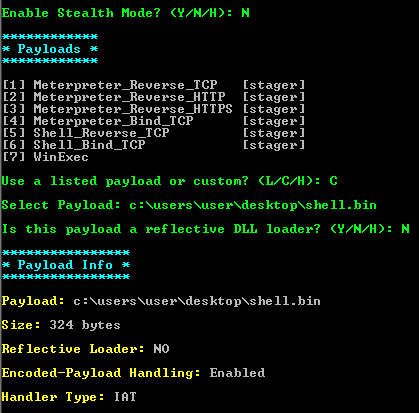 Enable Stealth Mode? (Y/N/H): N
************
* Payloads *
************
[1] Meterpreter_Reverse_TCP [stager]
[2] Meterpreter_Reverse_HTTP [stager]
[3] Meterpreter_Reverse_HTTPS [stager]
[4] Meterpreter_Bind_TCP [stager]
[5] Shell_Reverse_TCP [stager]
[6] Shell_Bind_TCP [stager]
[7] WinExec
Use a listed payload or custom? (L/C/H): C
Select Payload: c:\users\user\desktop\shell.bin
Is this payload a reflective DLL loader? (Y/N/H): N
****************
* Payload Info *
****************
Payload: c:\users\user\desktop\shell.bin
Size: 324 bytes
Reflective Loader: NO
Encoded-Payload Handling: Enabled
Handler Type: IAT